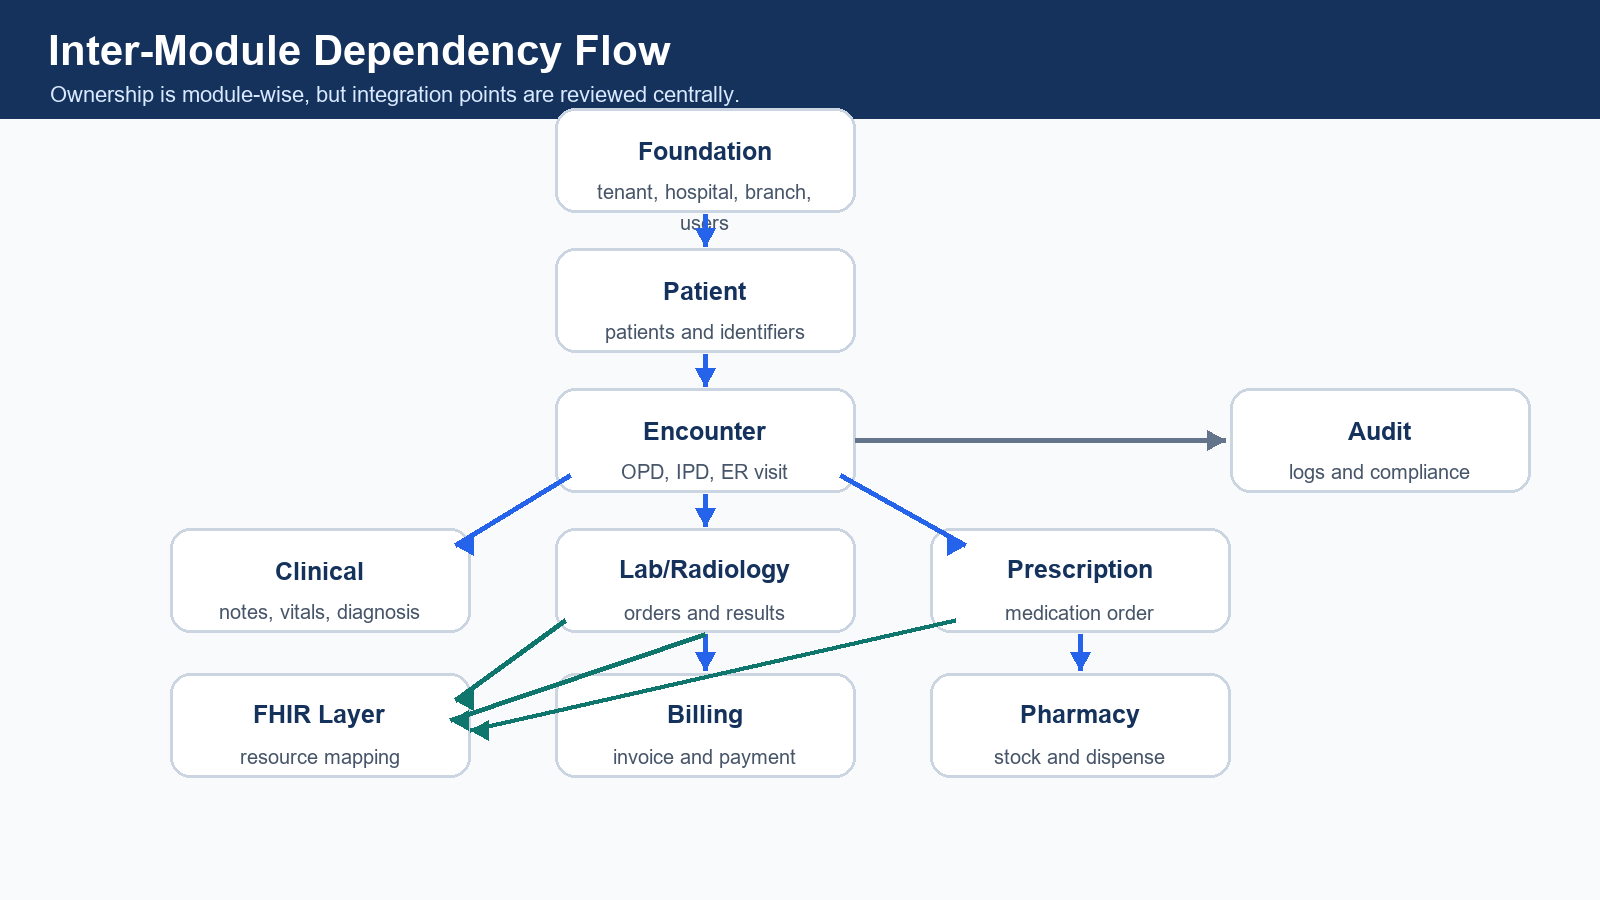 Inter-Module Dependency Flow
Ownership is module-wise, but integration points are reviewed centrally.
Foundation
tenant, hospital, branch,
users
Patient
patients and identifiers
Encounter
OPD, IPD, ER visit
Audit
logs and compliance
Clinical
notes, vitals, diagnosis
Lab/Radiology
orders and results
Prescription
medication order
FHIR Layer
resource mapping
Billing
invoice and payment
Pharmacy
stock and dispense